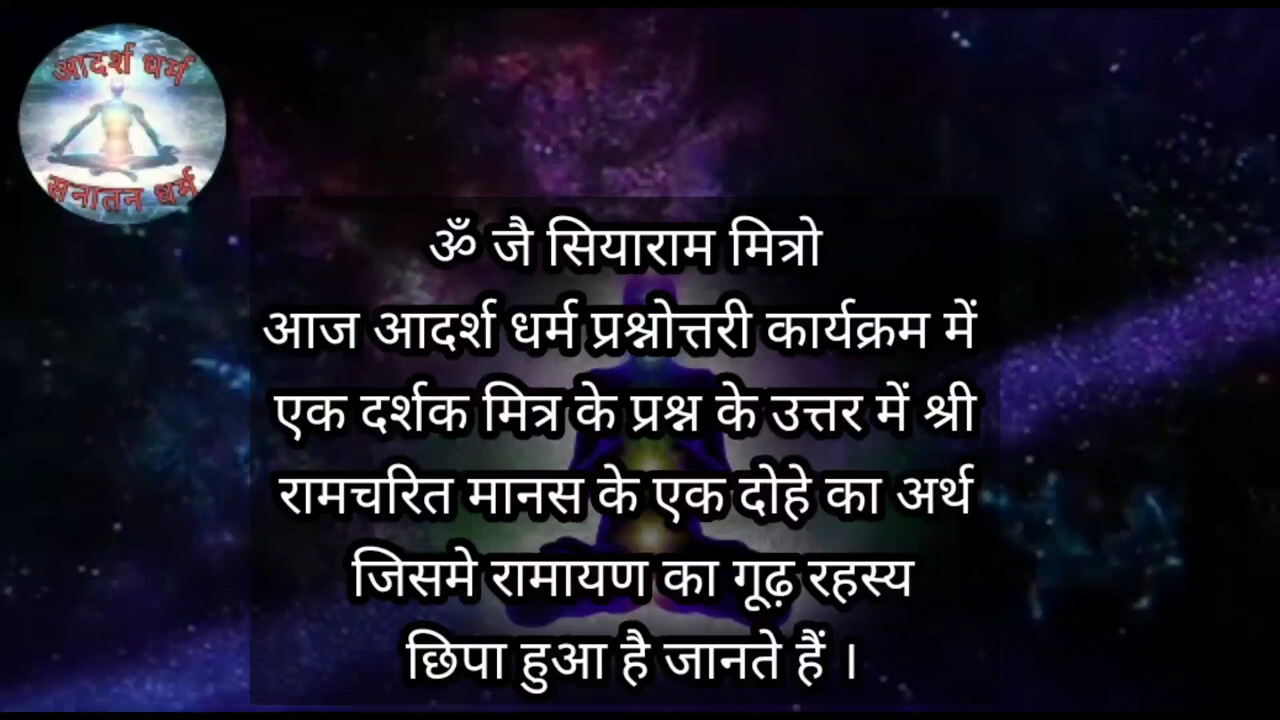 आदर्श धर्म
सनातन धर्म
ॐ जै सियाराम मित्रो
आज आदर्श धर्म प्रश्नोत्तरी कार्यक्रम में
एक दर्शक मित्र के प्रश्न के उत्तर में श्री
रामचरित मानस के एक दोहे का अर्थ
जिसमे रामायण का गूढ़ रहस्य
छिपा हुआ है जानते हैं ।